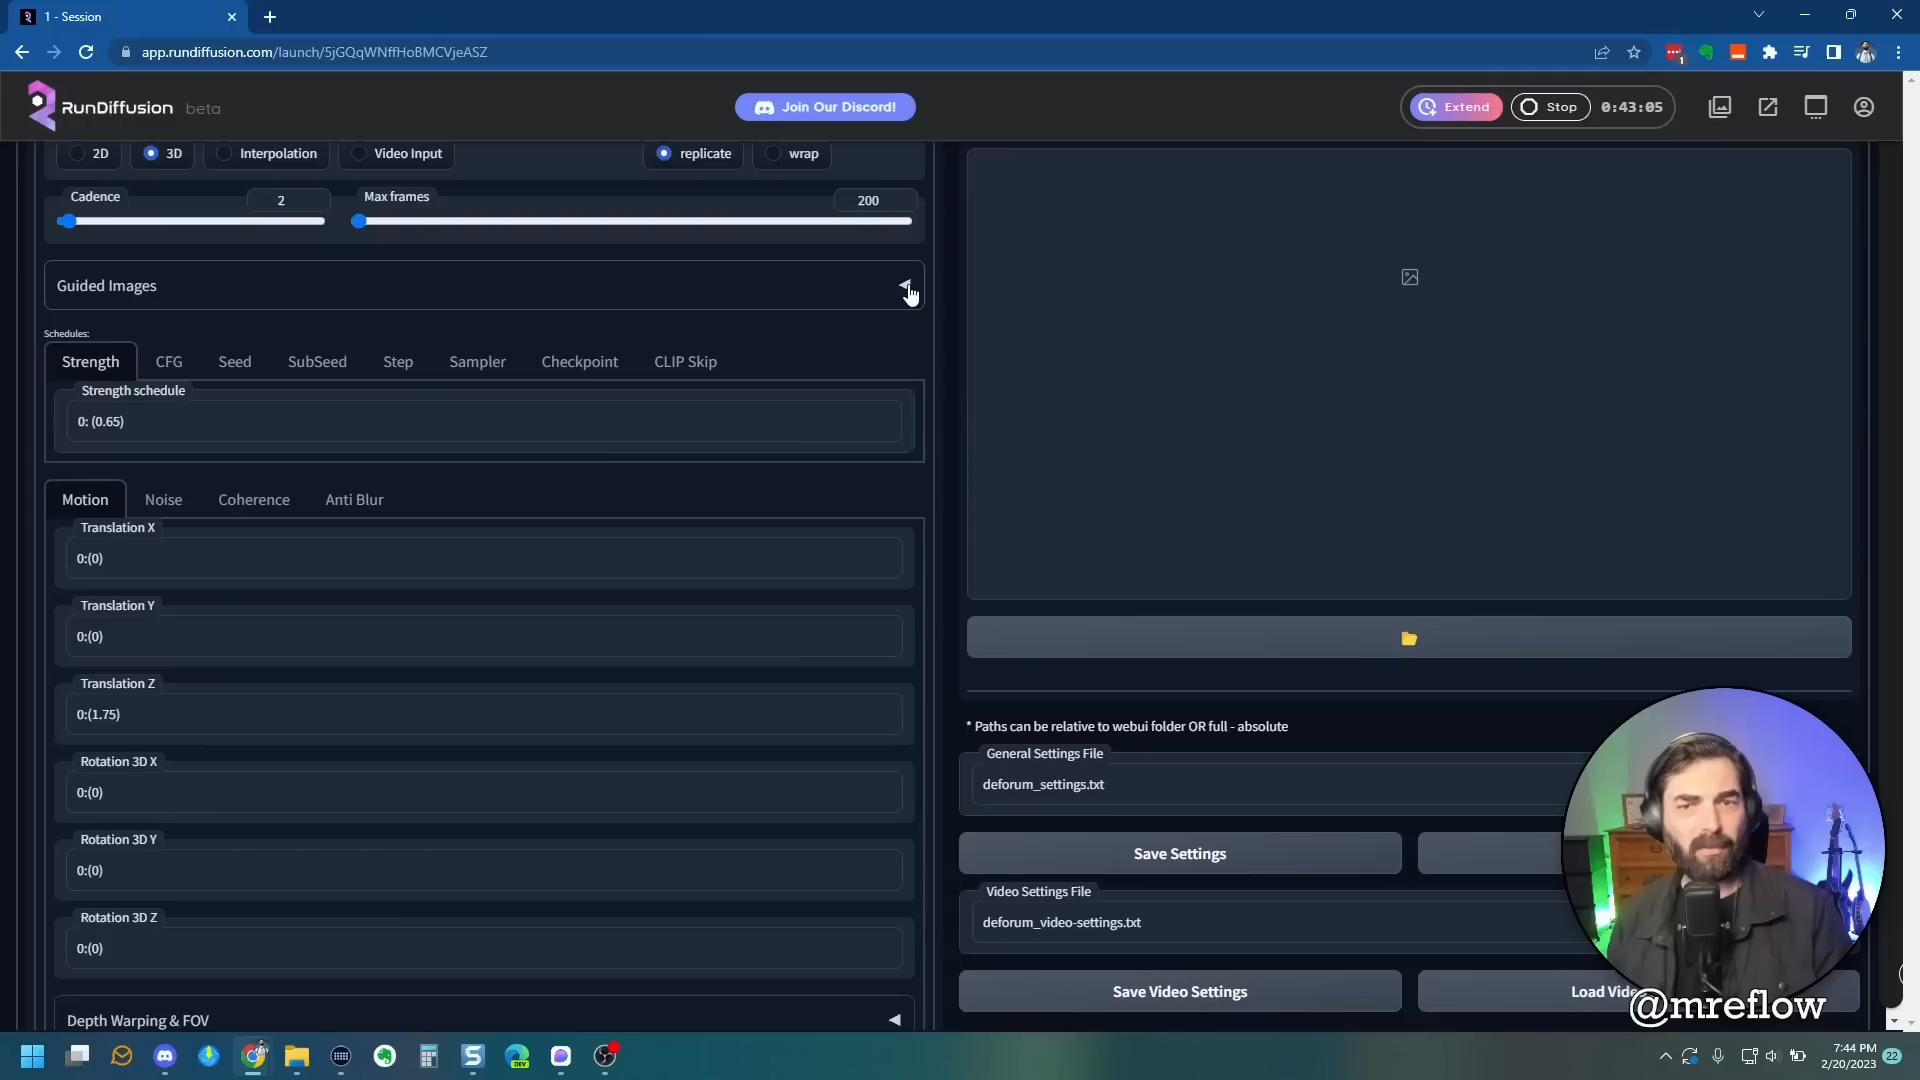 1 - Session
app.rundiffusion.com/launch/5jGQqWNffHoBMCVjeASZ
1
RunDiffusion beta
Join Our Discord!
Extend
Stop
0:43:05
2D
3D
Interpolation
Video Input
replicate
wrap
Cadence
2
Max frames
200
Guided Images
Schedules:
Strength
CFG
Seed
SubSeed
Step
Sampler
Checkpoint
CLIP Skip
Strength schedule
0: (0.65)
Motion
Noise
Coherence
Anti Blur
Translation X
0:(0)
Translation Y
0:(0)
Translation Z
0:(1.75)
Rotation 3D X
0:(0)
Rotation 3D Y
0:(0)
Rotation 3D Z
0:(0)
Depth Warping & FOV
* Paths can be relative to webui folder OR full - absolute
General Settings File
deforum_settings.txt
Save Settings
Video Settings File
deforum_video-settings.txt
Save Video Settings
Load Vide
@mreflow
DEV
7:44 PM
2/20/2023
22